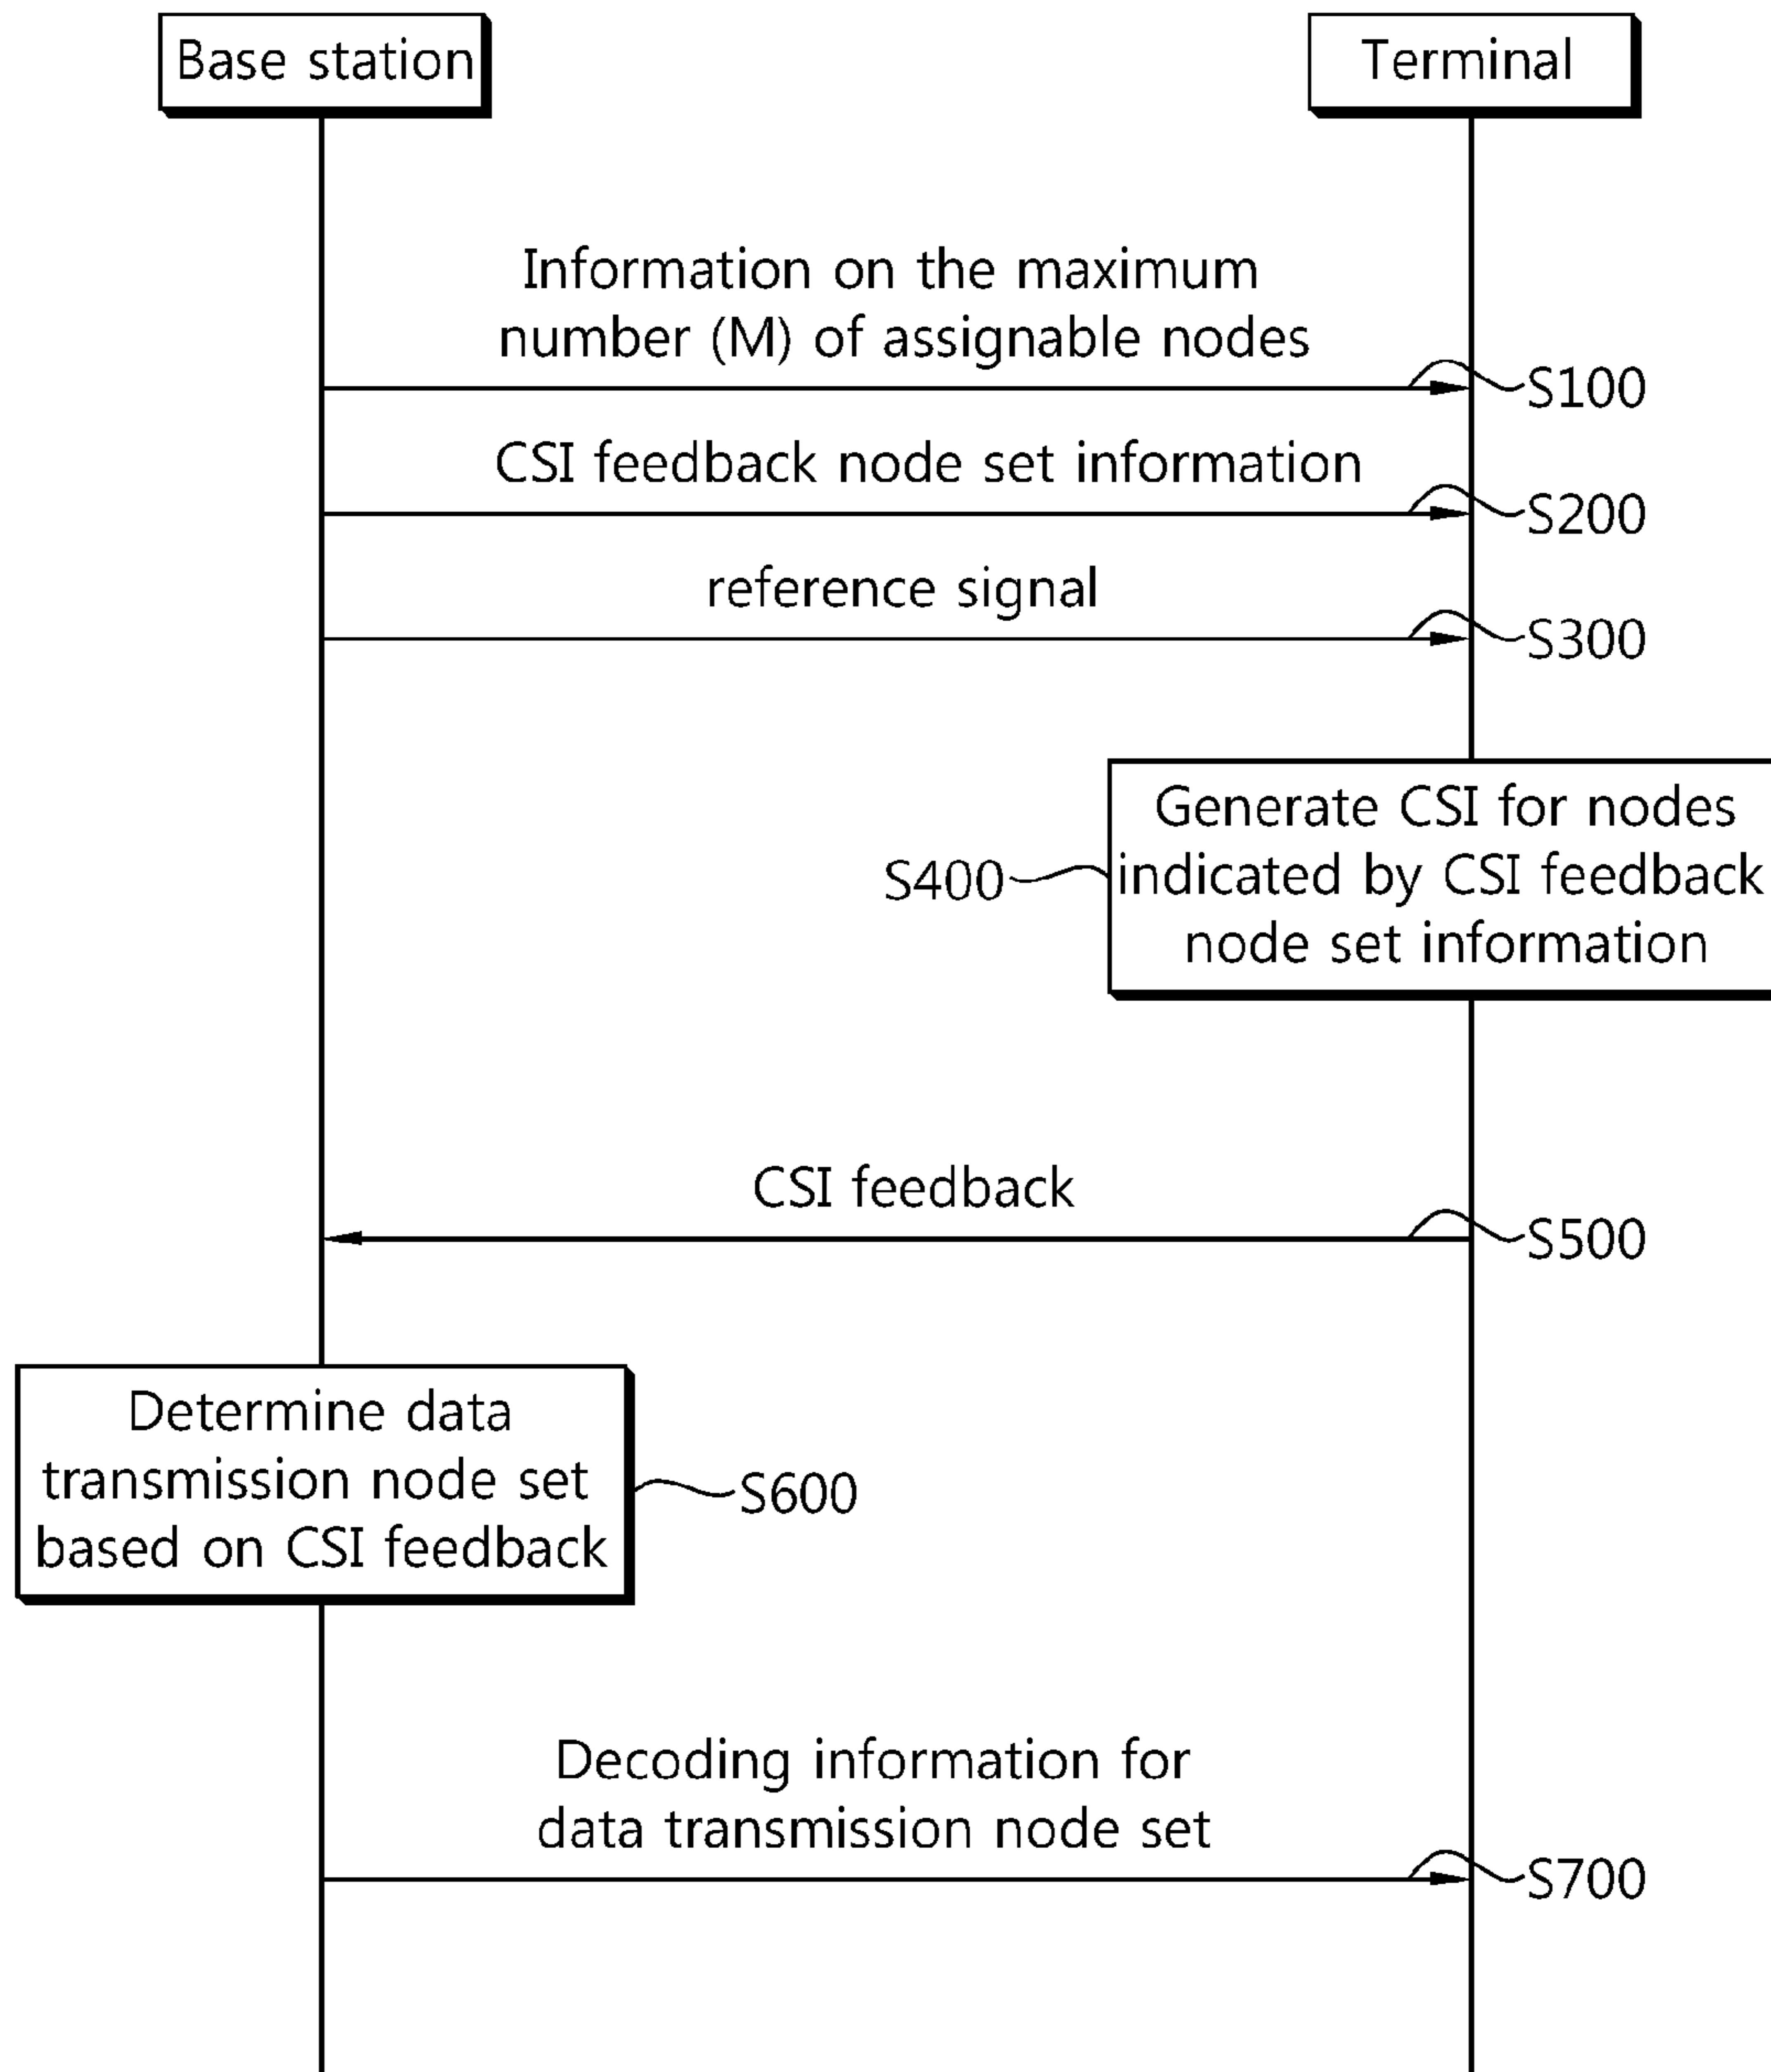 Base station
Terminal
Information on the maximum
number (M) of assignable nodes
S100
CSI feedback node set information
S200
reference signal
S300
Generate CSI for nodes
indicated by CSI feedback
node set information
S400
CSI feedback
S500
Determine data
transmission node set
based on CSI feedback
S600
Decoding information for
data transmission node set
S700